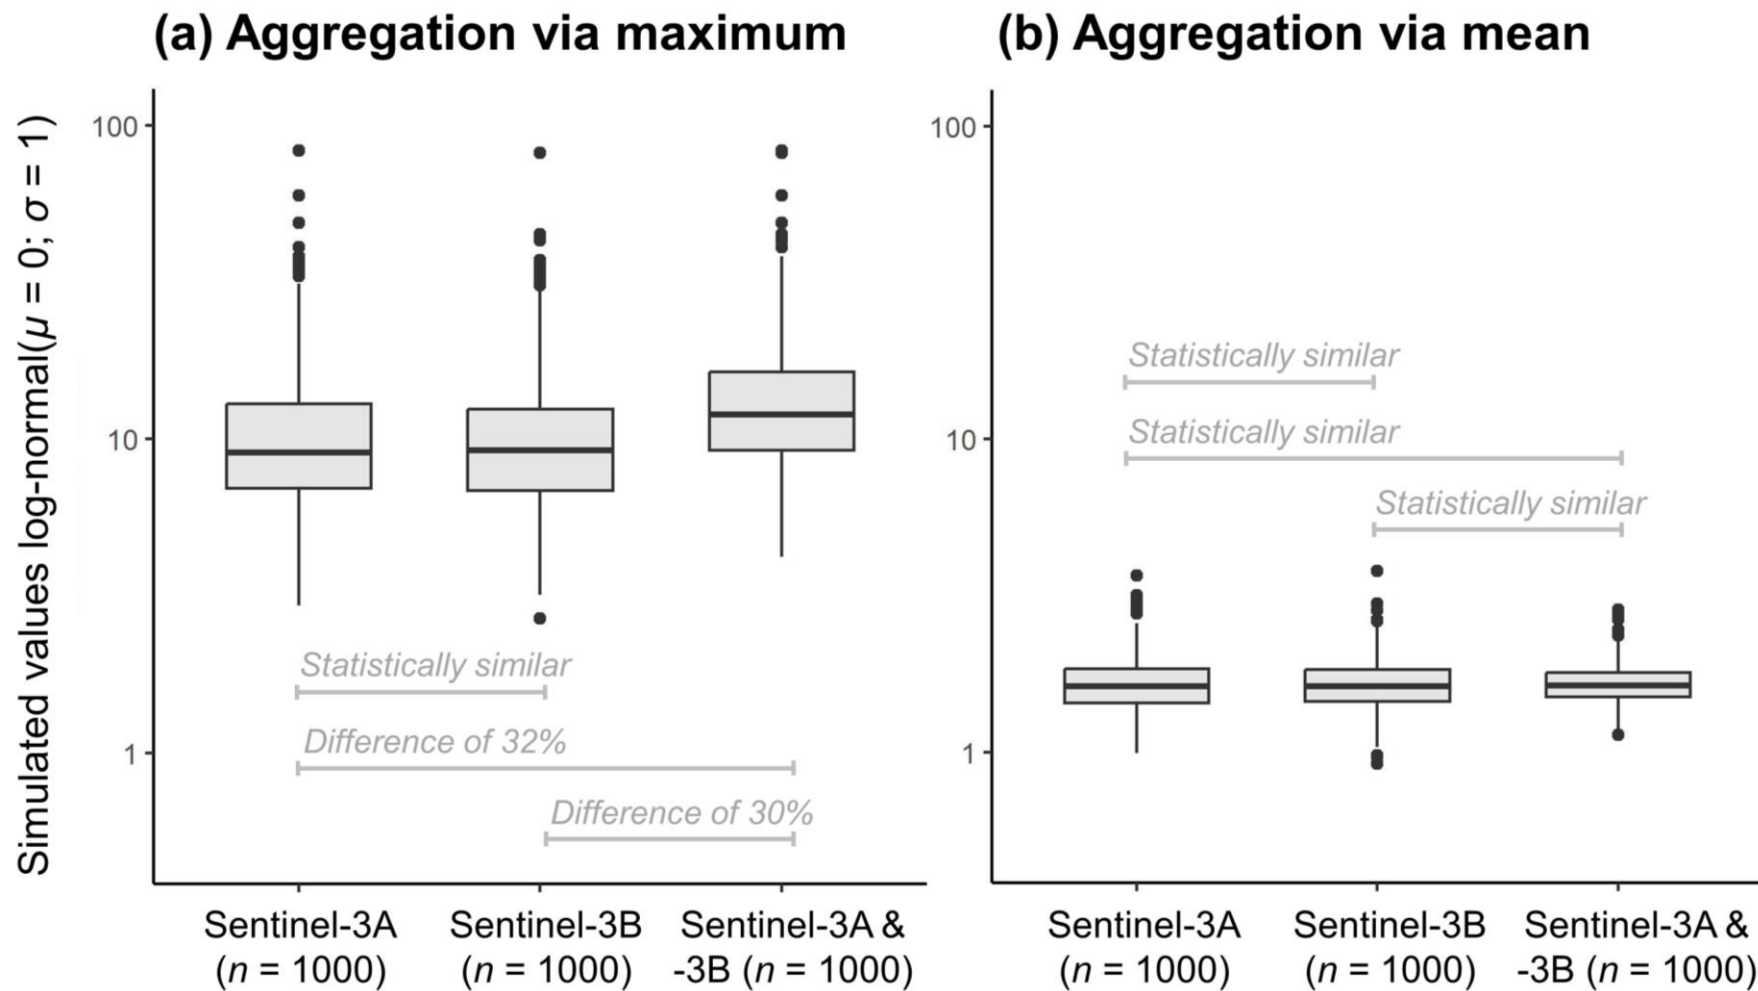 (a) Aggregation via maximum
Simulated values log-normal(μ = 0; σ = 1)
100
10
1
Statistically similar
Difference of 32%
Difference of 30%
Sentinel-3A
(n = 1000)
Sentinel-3B
(n = 1000)
Sentinel-3A &
-3B (n = 1000)
(b) Aggregation via mean
100
10
1
Statistically similar
Statistically similar
Statistically similar
Sentinel-3A
(n = 1000)
Sentinel-3B
(n = 1000)
Sentinel-3A &
-3B (n = 1000)